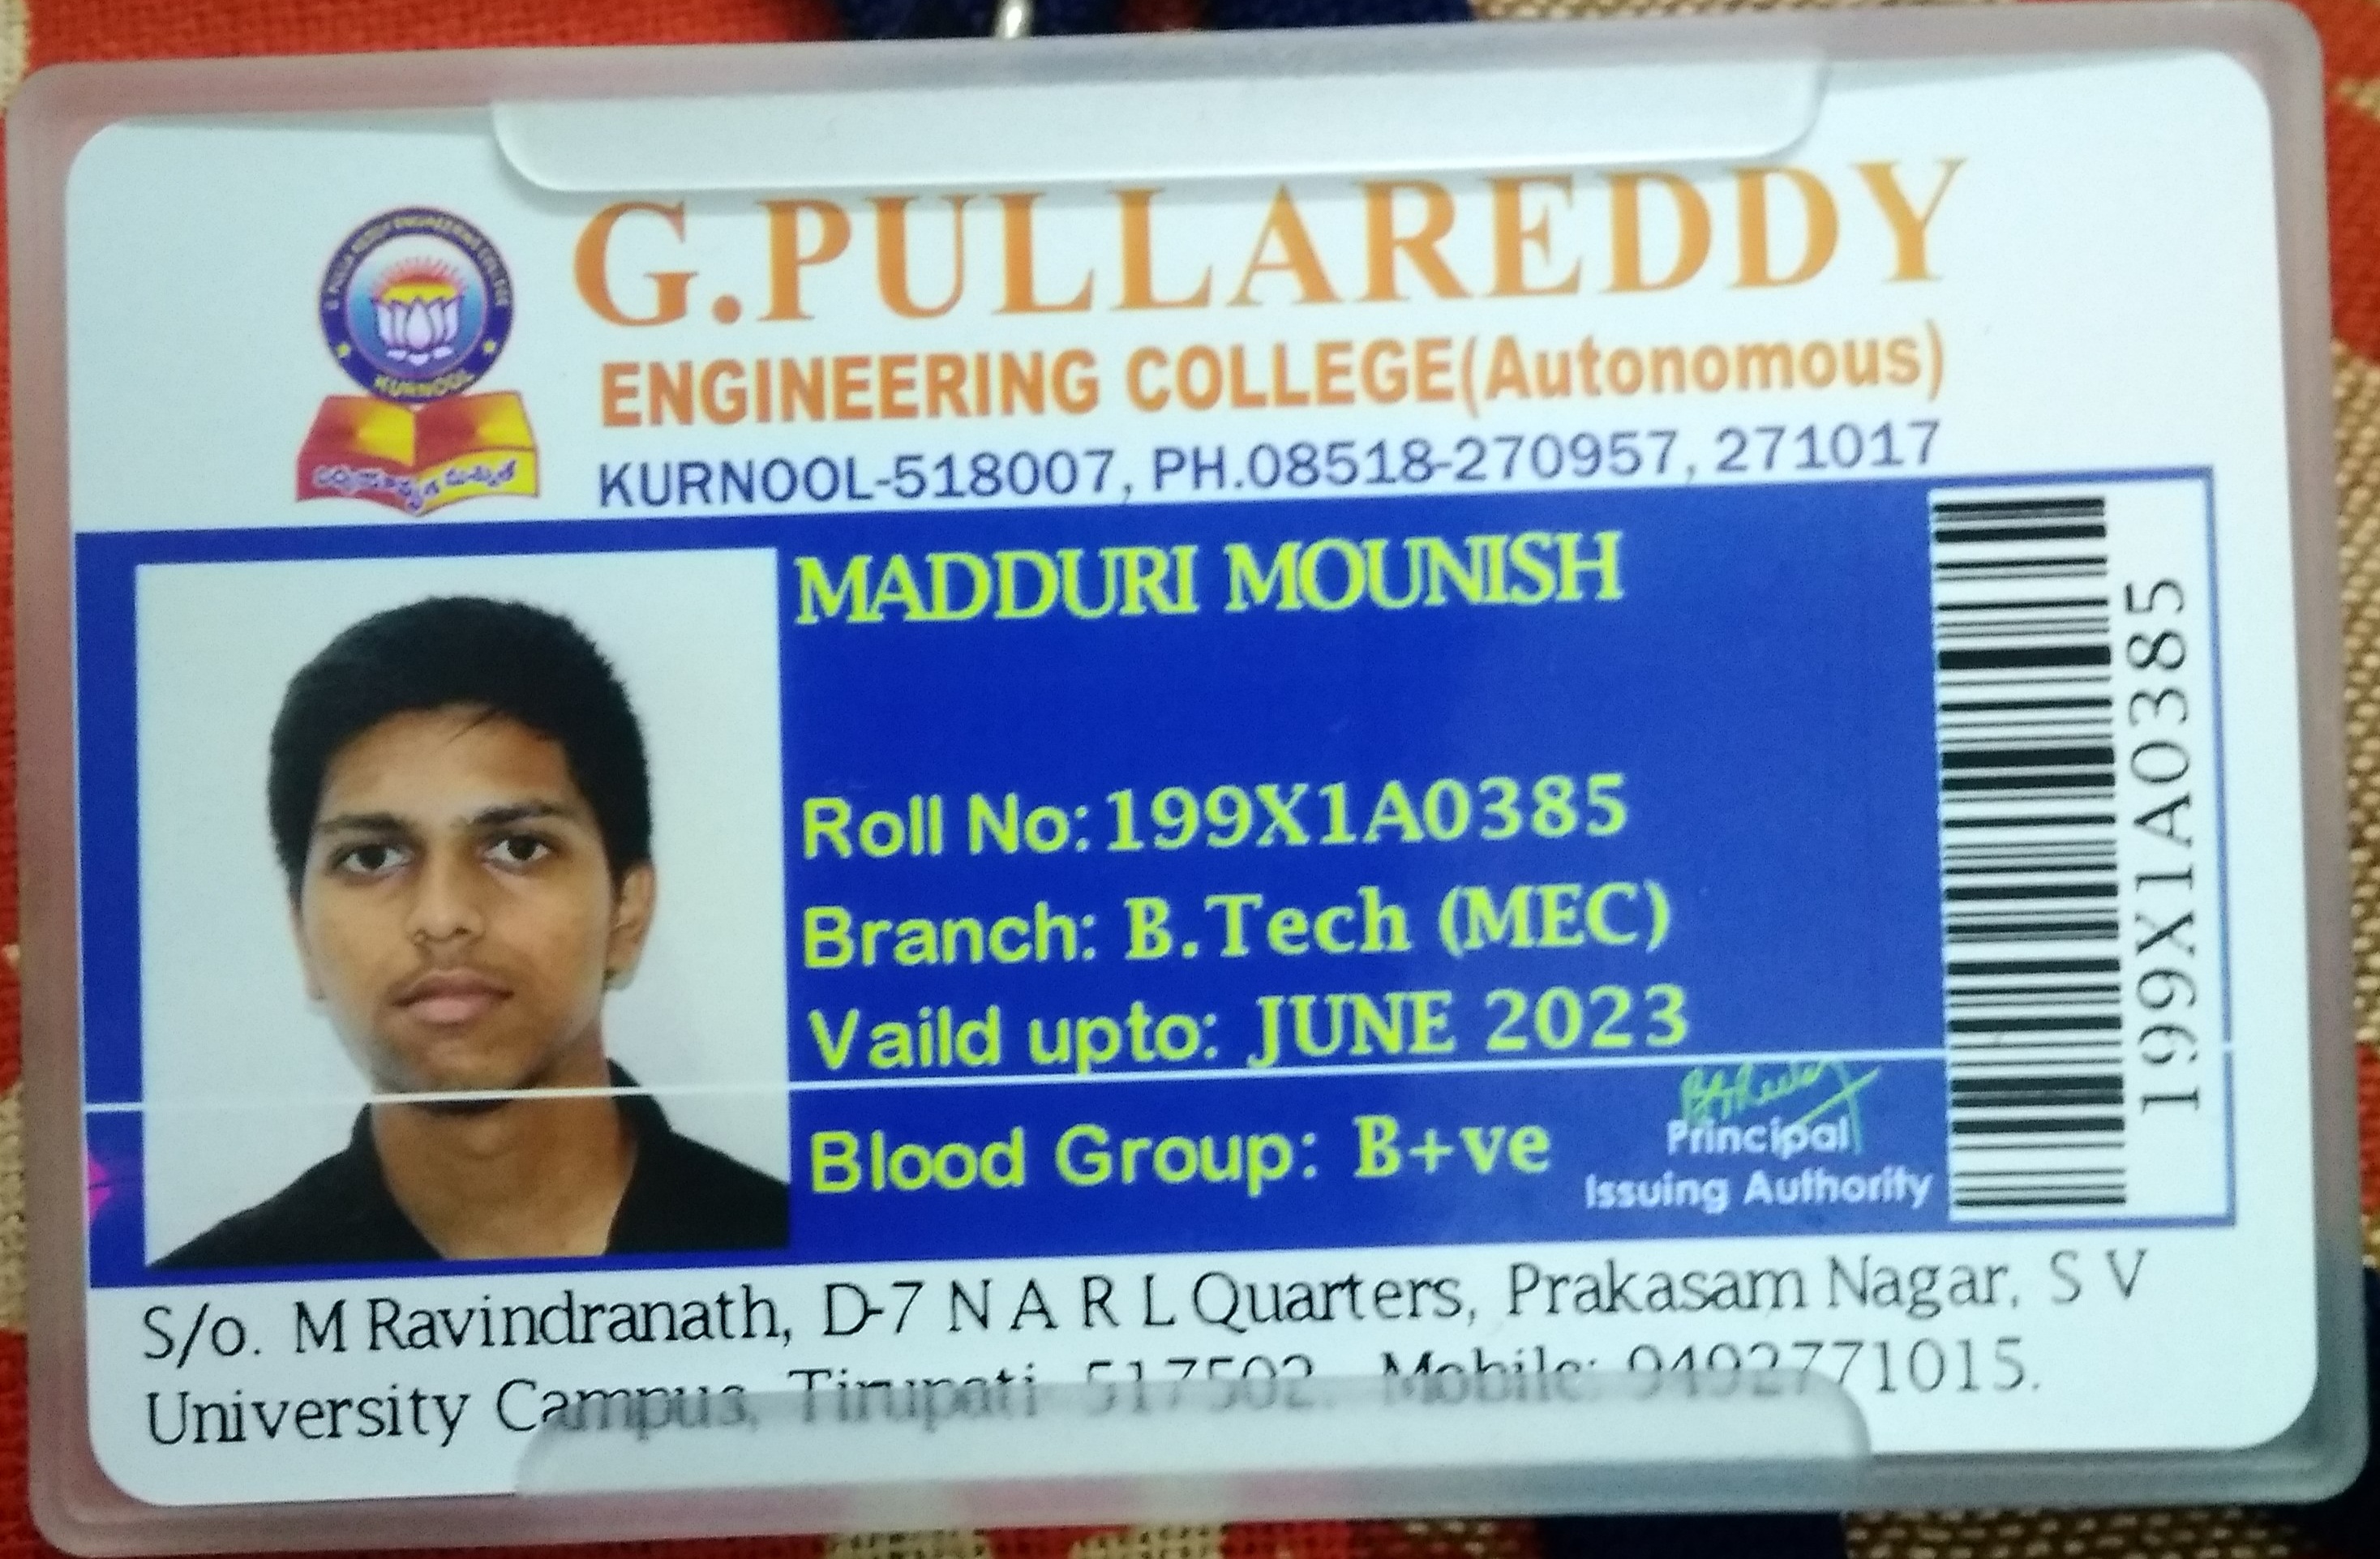 G.PULLAREDDY
ENGINEERING COLLEGE(Autonomous)
KURNOOL-518007, PH.08518-270957, 271017
KURNOOL
MADDURI MOUNISH
Roll No: 199X1A0385
Branch: B.Tech (MEC)
Vaild upto: JUNE 2023
Blood Group: B+ve
Principal
Issuing Authority
199X1A0385
S/o. M Ravindranath, D-7 N A R L Quarters, Prakasam Nagar, S V
University Campus, Tirupati 517502. Mobile: 9492771015.